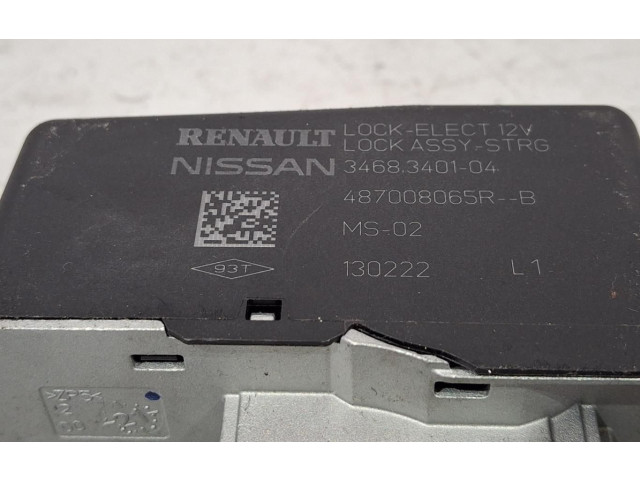 RENAULT LOCK-ELECT 12V
LOCK ASSY-STRG
NISSAN 3468.3401-04
487008065R--B
MS-02
93T 130222 L1